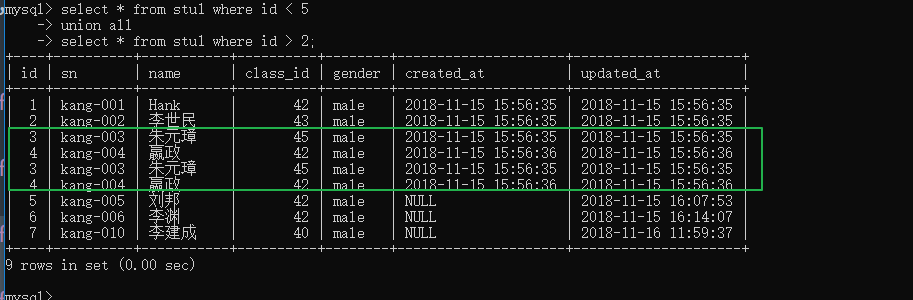 mysql> select * from stu1 where id < 5
-> union all
-> select * from stu1 where id > 2;
+----+----------+--------+----------+--------+---------------------+---------------------+
| id | sn | name | class_id | gender | created_at | updated_at |
+----+----------+--------+----------+--------+---------------------+---------------------+
| 1 | kang-001 | Hank | 42 | male | 2018-11-15 15:56:35 | 2018-11-15 15:56:35 |
| 2 | kang-002 | 李世民 | 43 | male | 2018-11-15 15:56:35 | 2018-11-15 15:56:35 |
| 3 | kang-003 | 朱元璋 | 45 | male | 2018-11-15 15:56:35 | 2018-11-15 15:56:35 |
| 4 | kang-004 | 嬴政 | 42 | male | 2018-11-15 15:56:36 | 2018-11-15 15:56:36 |
| 3 | kang-003 | 朱元璋 | 45 | male | 2018-11-15 15:56:35 | 2018-11-15 15:56:35 |
| 4 | kang-004 | 嬴政 | 42 | male | 2018-11-15 15:56:36 | 2018-11-15 15:56:36 |
| 5 | kang-005 | 刘邦 | 42 | male | NULL | 2018-11-15 16:07:53 |
| 6 | kang-006 | 李渊 | 42 | male | NULL | 2018-11-15 16:14:07 |
| 7 | kang-010 | 李建成 | 40 | male | NULL | 2018-11-16 11:59:37 |
+----+----------+--------+----------+--------+---------------------+---------------------+
9 rows in set (0.00 sec)
mysql>